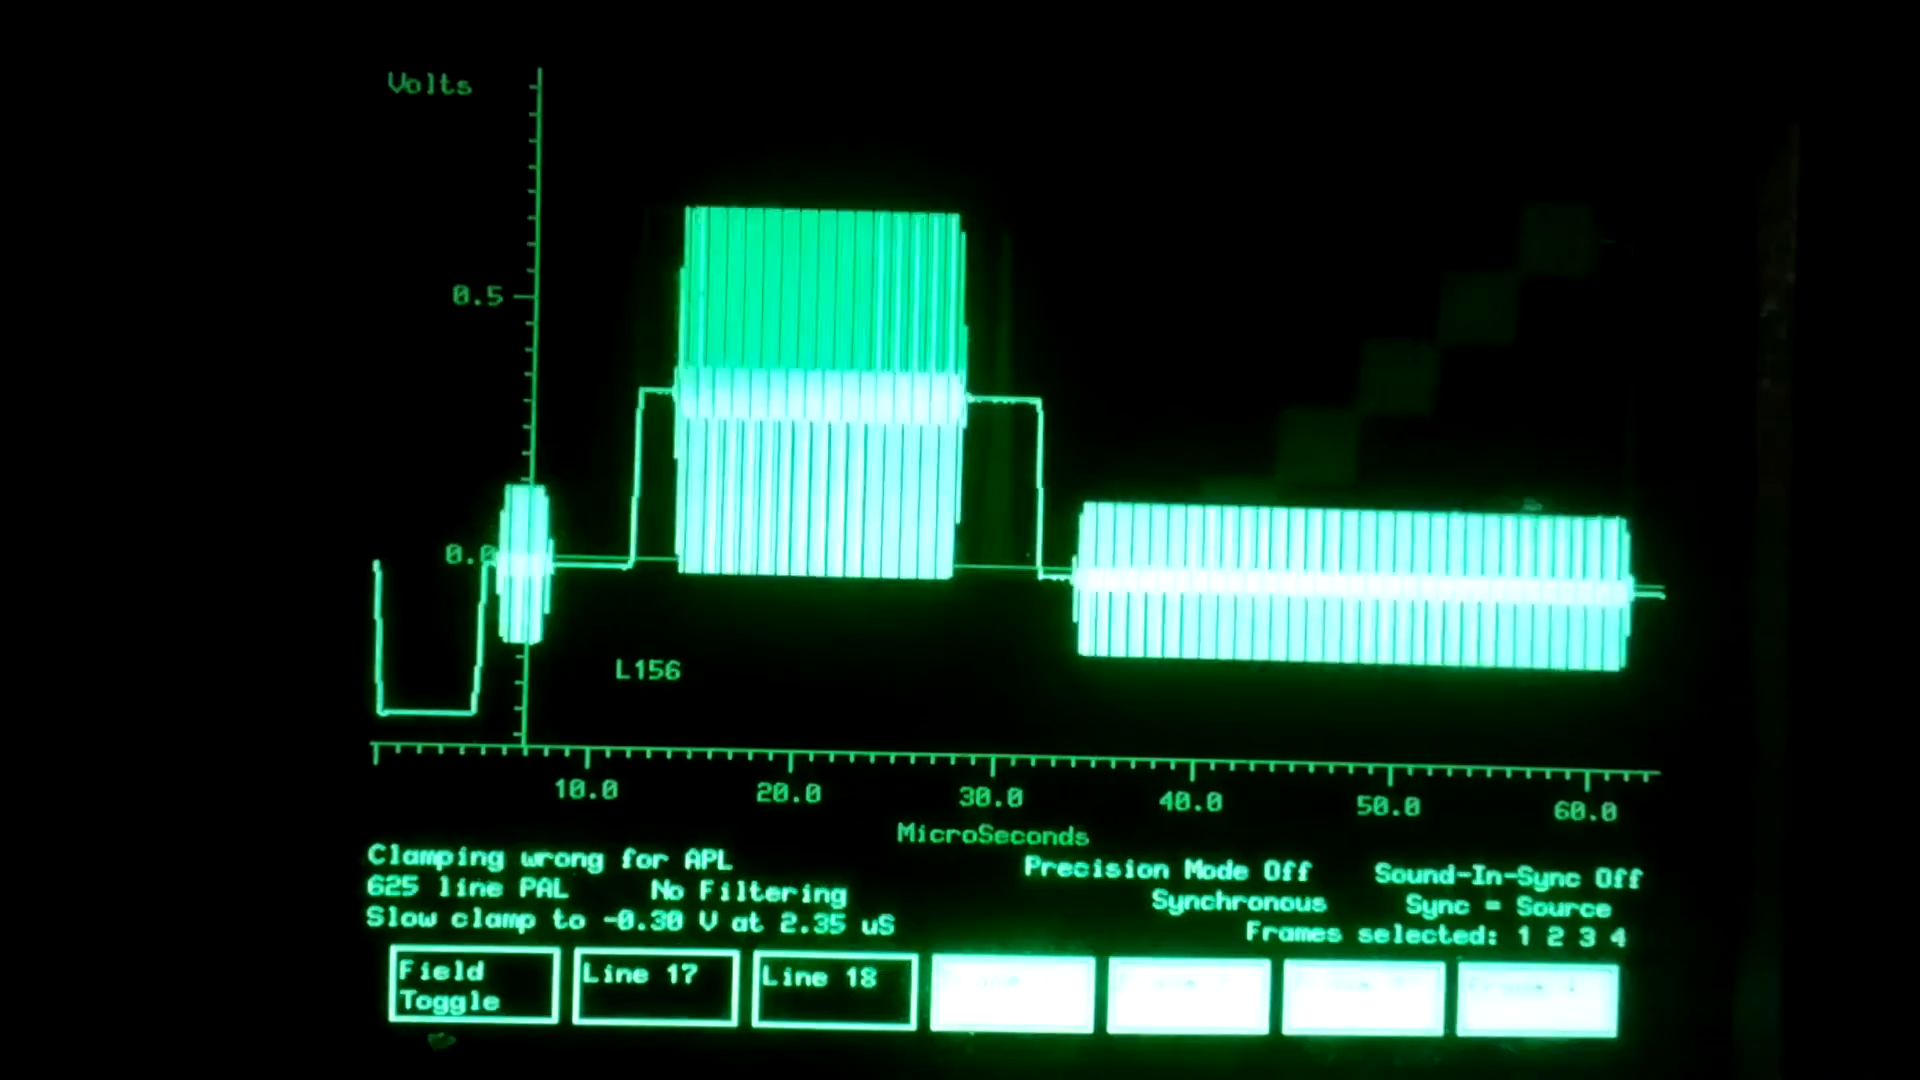 Volts
0.5
0.0
L156
10.0 20.0 30.0 40.0 50.0 60.0
MicroSeconds
Clamping wrong for APL
Precision Mode Off Sound-In-Sync Off
625 line PAL No Filtering
Synchronous Sync = Source
Slow clamp to -0.30 V at 2.35 uS
Frames selected: 1 2 3 4
Field
Toggle
Line 17
Line 18